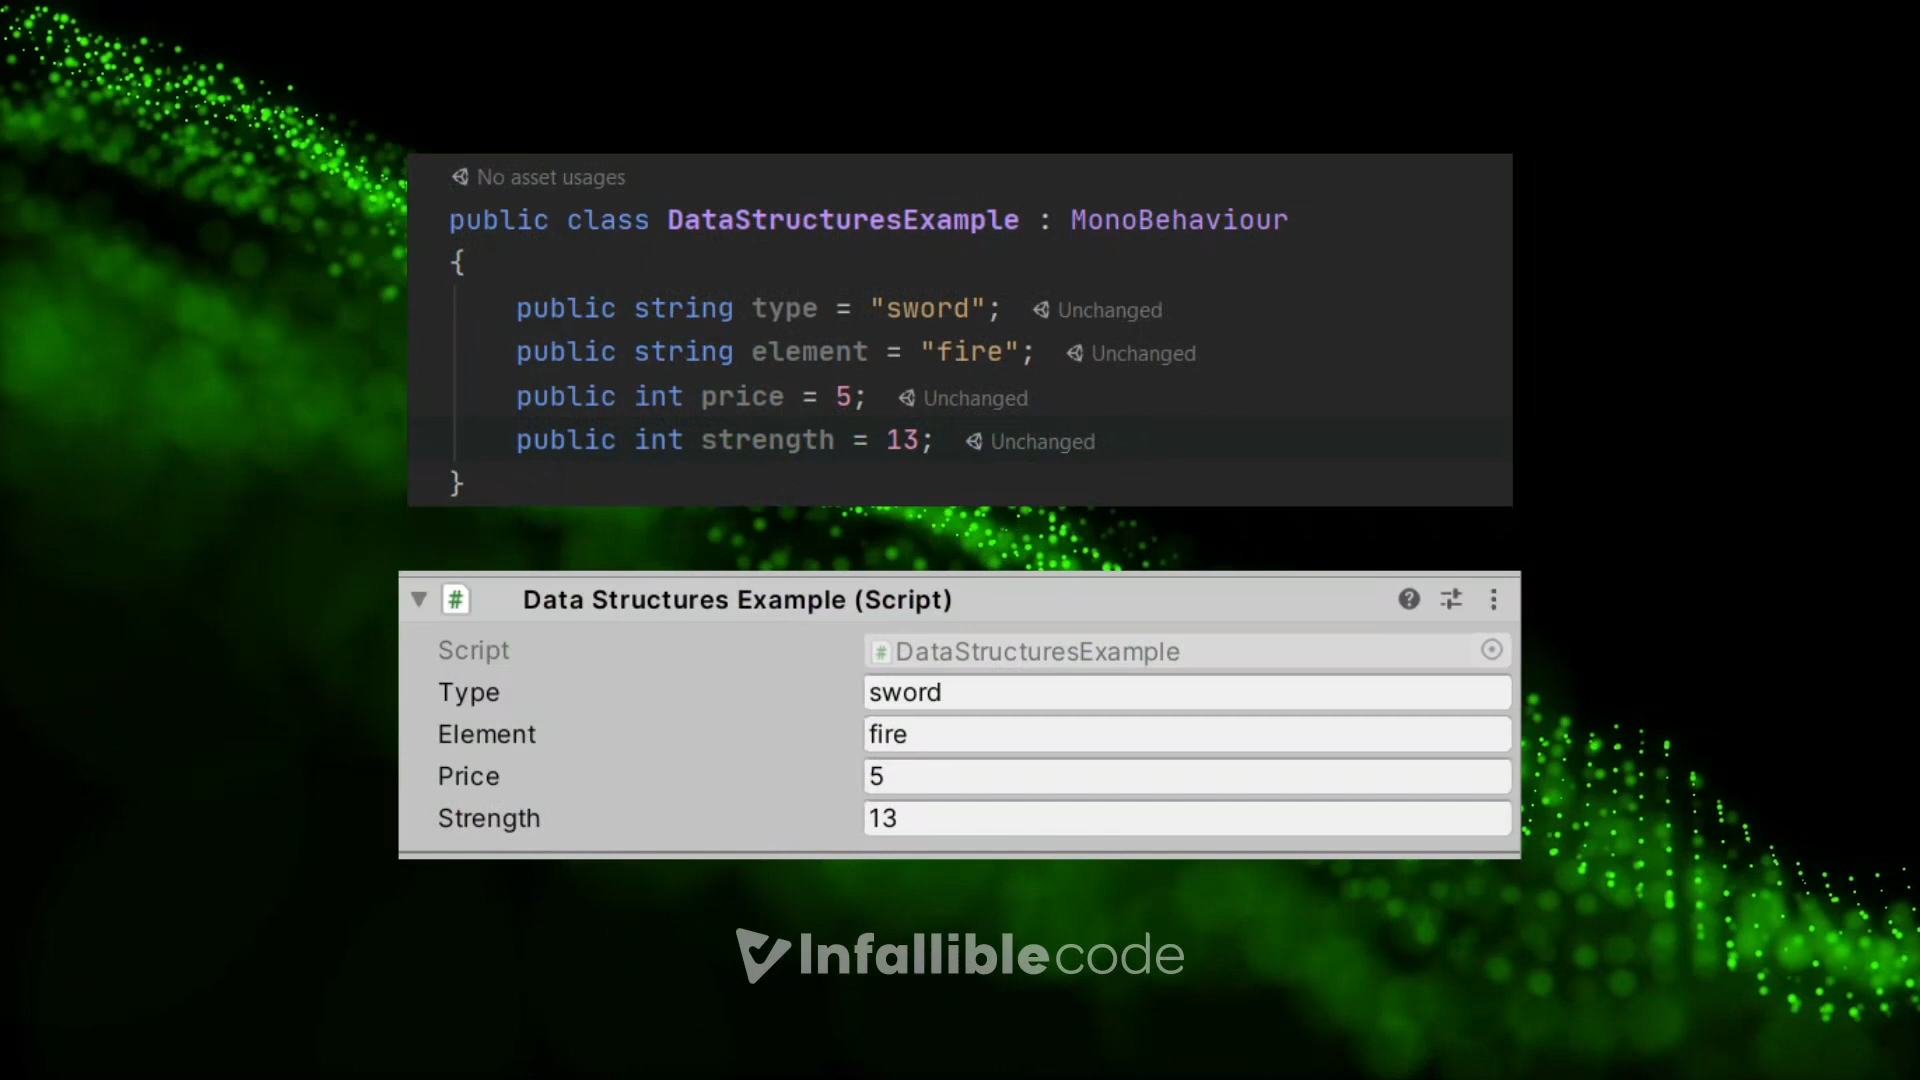 No asset usages
public class DataStructuresExample : MonoBehaviour
{
public string type = "sword"; Unchanged
public string element = "fire"; Unchanged
public int price = 5; Unchanged
public int strength = 13; Unchanged
}
# Data Structures Example (Script) ?
Script # DataStructuresExample
Type sword
Element fire
Price 5
Strength 13
Infalliblecode